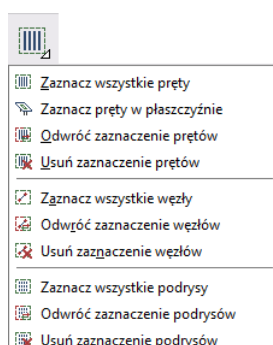 Zaznacz wszystkie pręty
Zaznacz pręty w płaszczyźnie
Odwróć zaznaczenie prętów
Usuń zaznaczenie prętów
Zaznacz wszystkie węzły
Odwróć zaznaczenie węzłów
Usuń zaznaczenie węzłów
Zaznacz wszystkie podrysy
Odwróć zaznaczenie podrysów
Usuń zaznaczenie podrysów